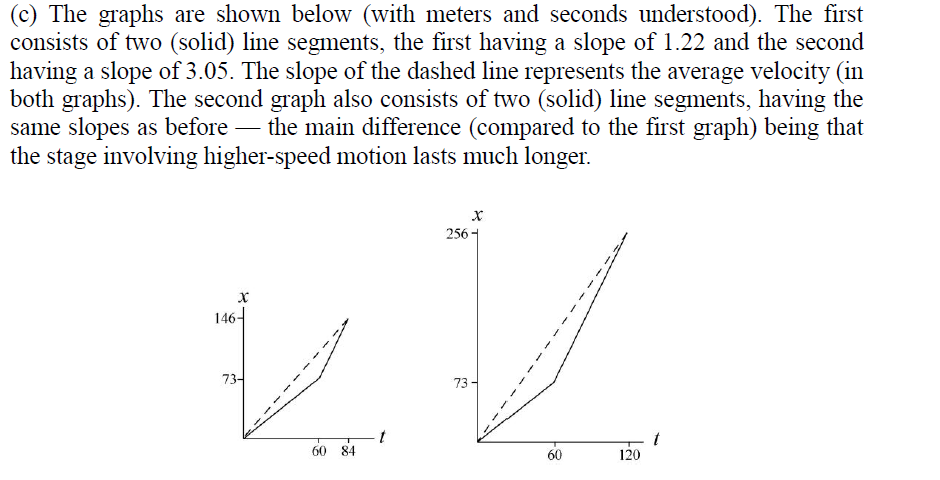 (c) The graphs are shown below (with meters and seconds understood). The first
consists of two (solid) line segments, the first having a slope of 1.22 and the second
having a slope of 3.05. The slope of the dashed line represents the average velocity (in
both graphs). The second graph also consists of two (solid) line segments, having the
same slopes as before — the main difference (compared to the first graph) being that
the stage involving higher-speed motion lasts much longer.
x
146
73
60 84
t
x
256
73
60
120
t